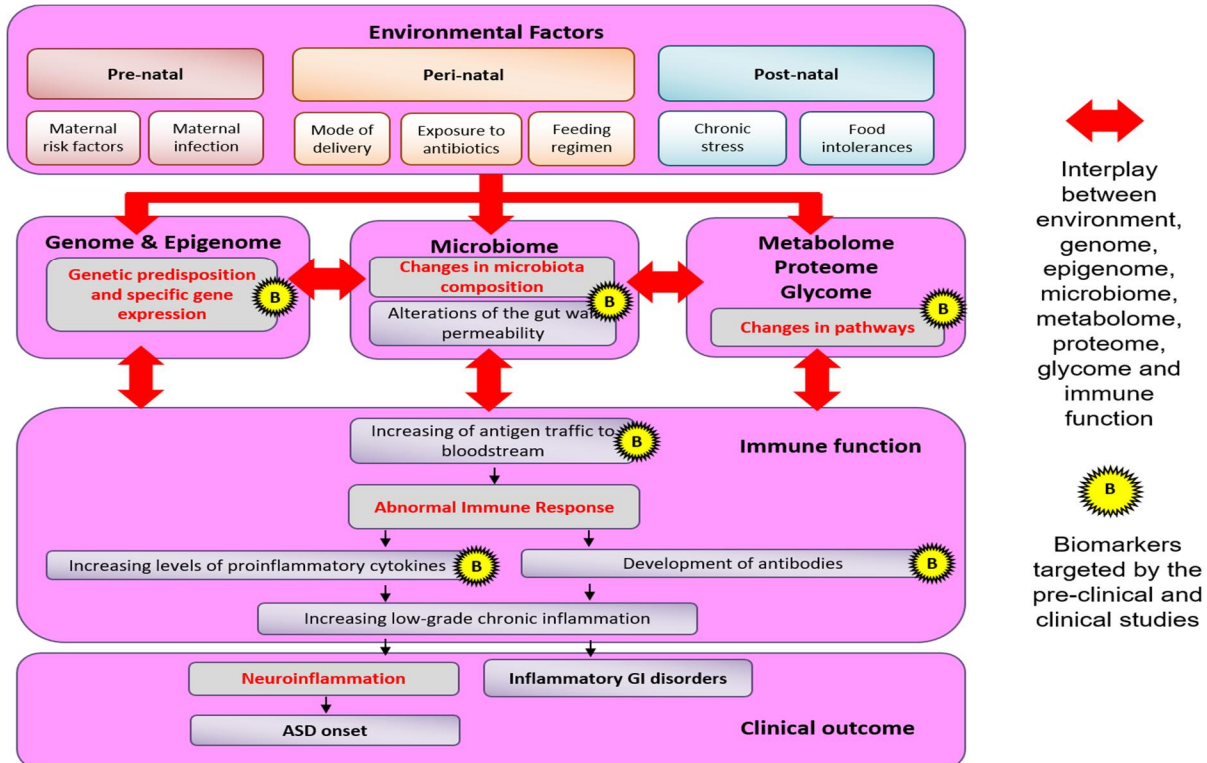 Environmental Factors
Pre-natal
Peri-natal
Post-natal
Maternal
risk factors
Maternal
infection
Mode of
delivery
Exposure to
antibiotics
Feeding
regimen
Chronic
stress
Food
intolerances
Genome & Epigenome
Genetic predisposition
and specific gene
expression
B
Microbiome
Changes in microbiota
composition
Alterations of the gut wall
permeability
B
Metabolome
Proteome
Glycome
Changes in pathways
B
Immune function
Increasing of antigen traffic to
bloodstream
B
Abnormal Immune Response
Increasing levels of proinflammatory cytokines
B
Development of antibodies
B
Increasing low-grade chronic inflammation
Neuroinflammation
Inflammatory GI disorders
ASD onset
Clinical outcome
Interplay
between
environment,
genome,
epigenome,
microbiome,
metabolome,
proteome,
glycome and
immune
function
B
Biomarkers
targeted by the
pre-clinical and
clinical studies